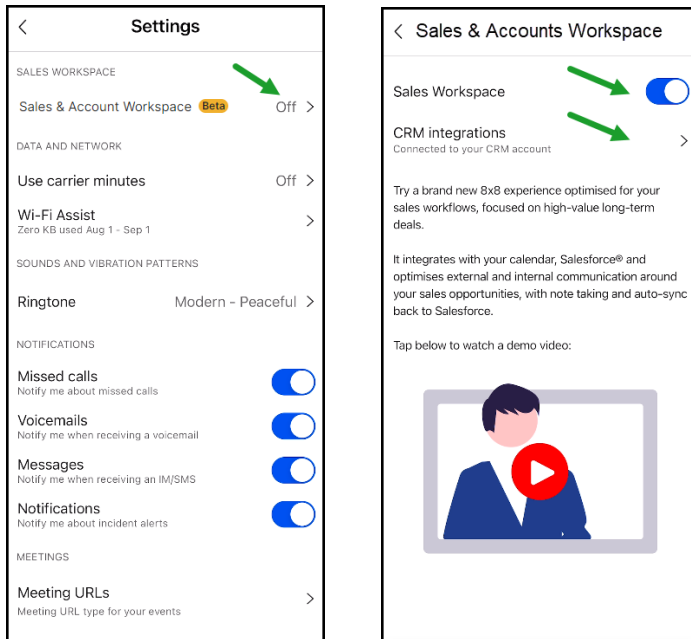 Settings
SALES WORKSPACE
Sales & Account Workspace Beta Off
DATA AND NETWORK
Use carrier minutes Off
Wi-Fi Assist
Zero KB used Aug 1 - Sep 1
SOUNDS AND VIBRATION PATTERNS
Ringtone Modern - Peaceful
NOTIFICATIONS
Missed calls
Notify me about missed calls
Voicemails
Notify me when receiving a voicemail
Messages
Notify me when receiving an IM/SMS
Notifications
Notify me about incident alerts
MEETINGS
Meeting URLs
Meeting URL type for your events
Sales & Accounts Workspace
Sales Workspace
CRM integrations
Connected to your CRM account
Try a brand new 8x8 experience optimised for your
sales workflows, focused on high-value long-term
deals.
It integrates with your calendar, Salesforce® and
optimises external and internal communication around
your sales opportunities, with note taking and auto-sync
back to Salesforce.
Tap below to watch a demo video: